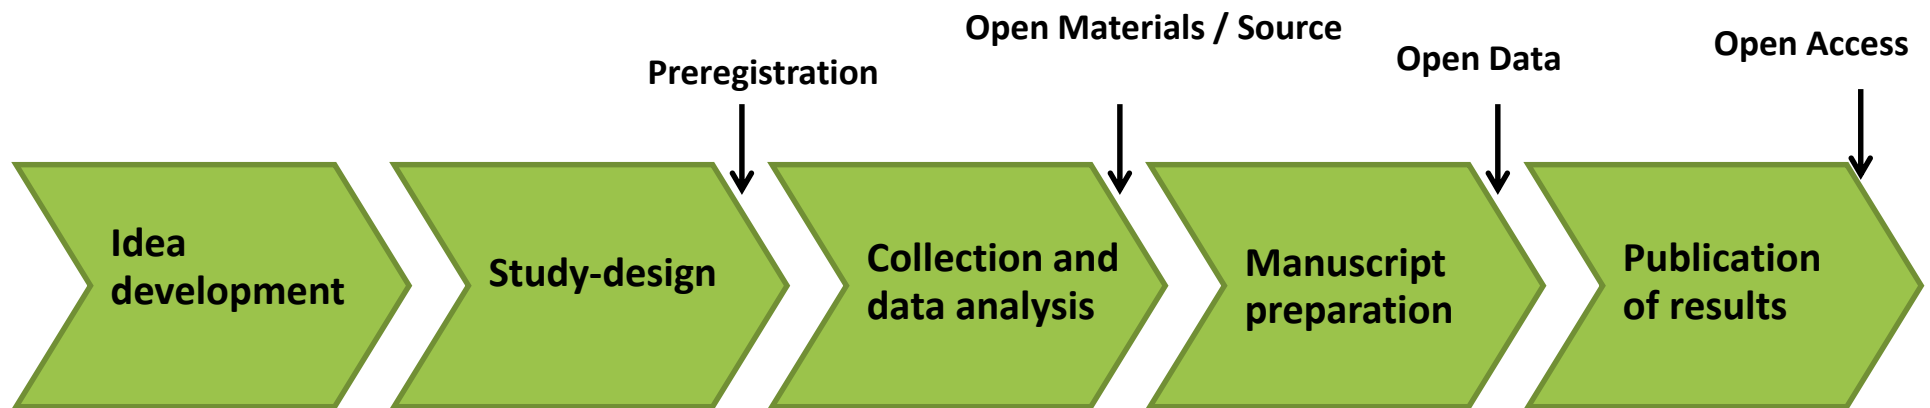 Open Materials / Source
Open Access
Preregistration
Open Data
Idea
development
Study-design
Collection and
data analysis
Manuscript
preparation
Publication
of results